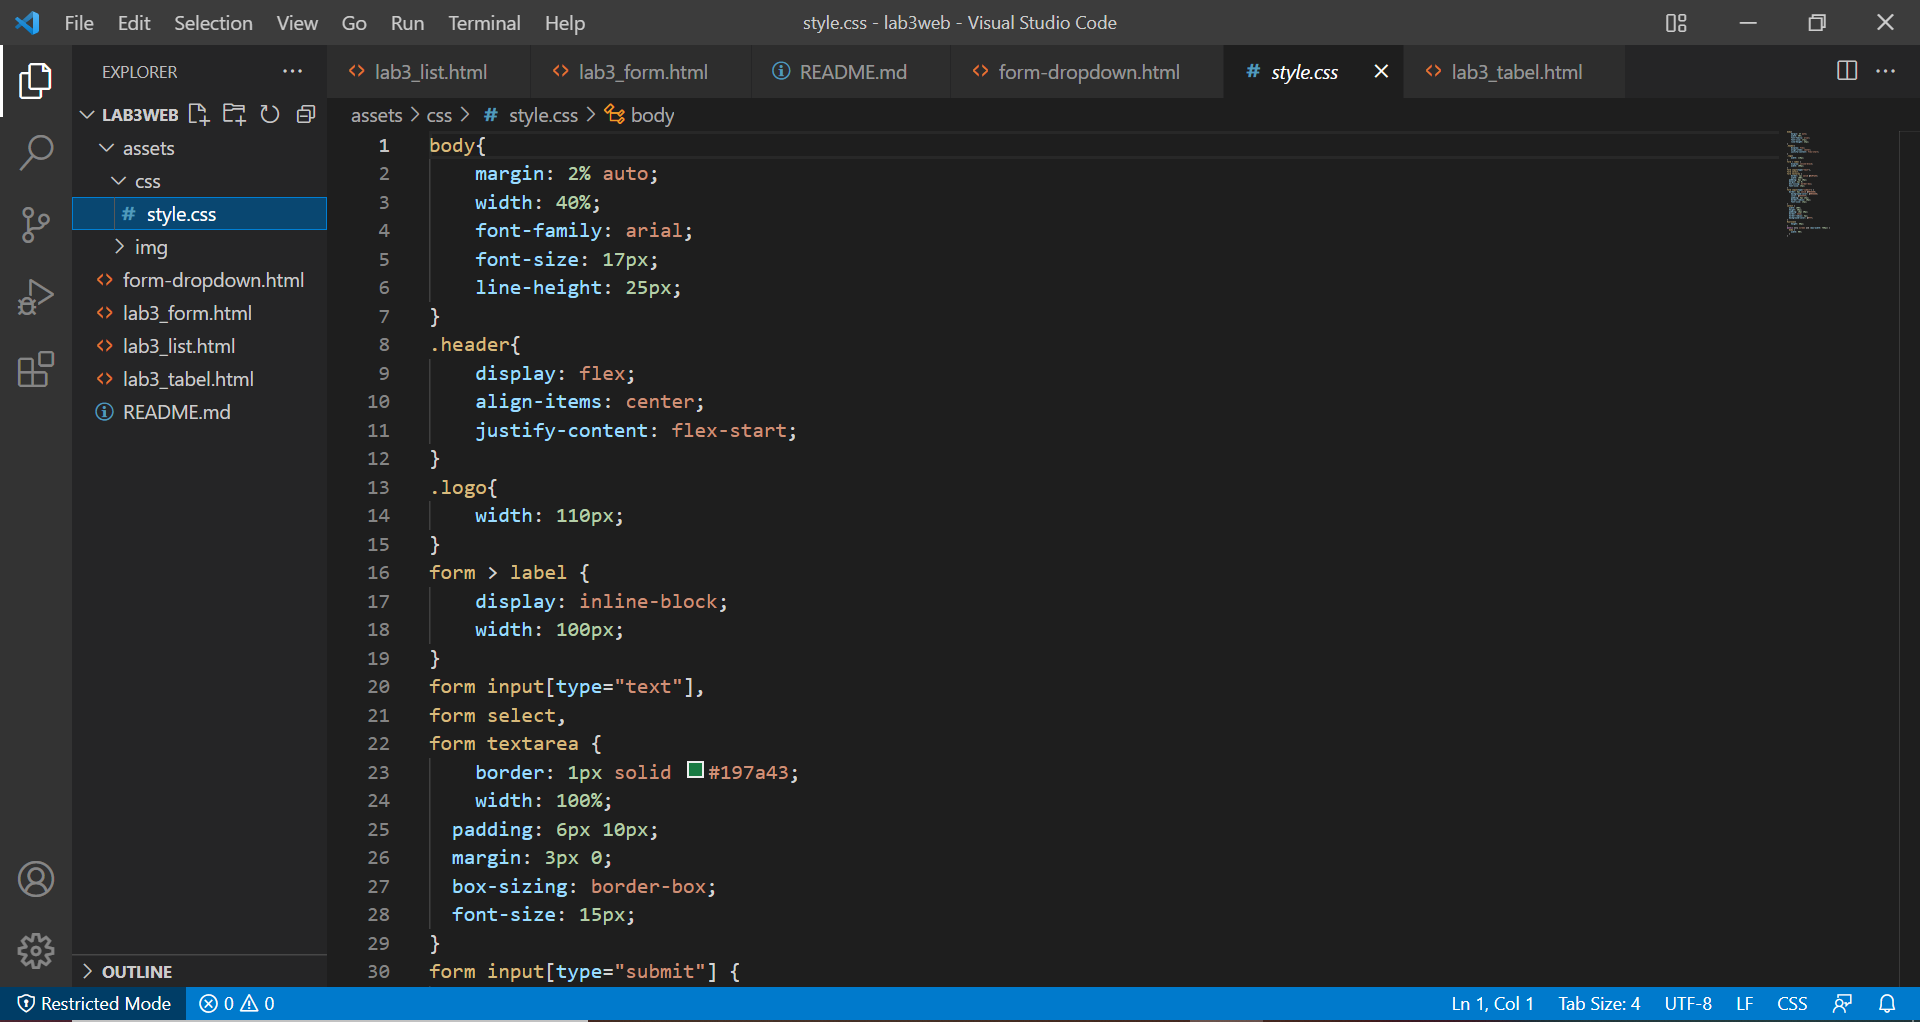 File Edit Selection View Go Run Terminal Help
style.css - lab3web - Visual Studio Code
EXPLORER
LAB3WEB
assets
css
# style.css
img
form-dropdown.html
lab3_form.html
lab3_list.html
lab3_tabel.html
README.md
OUTLINE
lab3_list.html lab3_form.html README.md form-dropdown.html # style.css lab3_tabel.html
assets > css > # style.css > body
1 body{
2     margin: 2% auto;
3     width: 40%;
4     font-family: arial;
5     font-size: 17px;
6     line-height: 25px;
7 }
8 .header{
9     display: flex;
10     align-items: center;
11     justify-content: flex-start;
12 }
13 .logo{
14     width: 110px;
15 }
16 form > label {
17     display: inline-block;
18     width: 100px;
19 }
20 form input[type="text"],
21 form select,
22 form textarea {
23     border: 1px solid #197a43;
24     width: 100%;
25   padding: 6px 10px;
26   margin: 3px 0;
27   box-sizing: border-box;
28   font-size: 15px;
29 }
30 form input[type="submit"] {
Restricted Mode 0 0 Ln 1, Col 1 Tab Size: 4 UTF-8 LF CSS